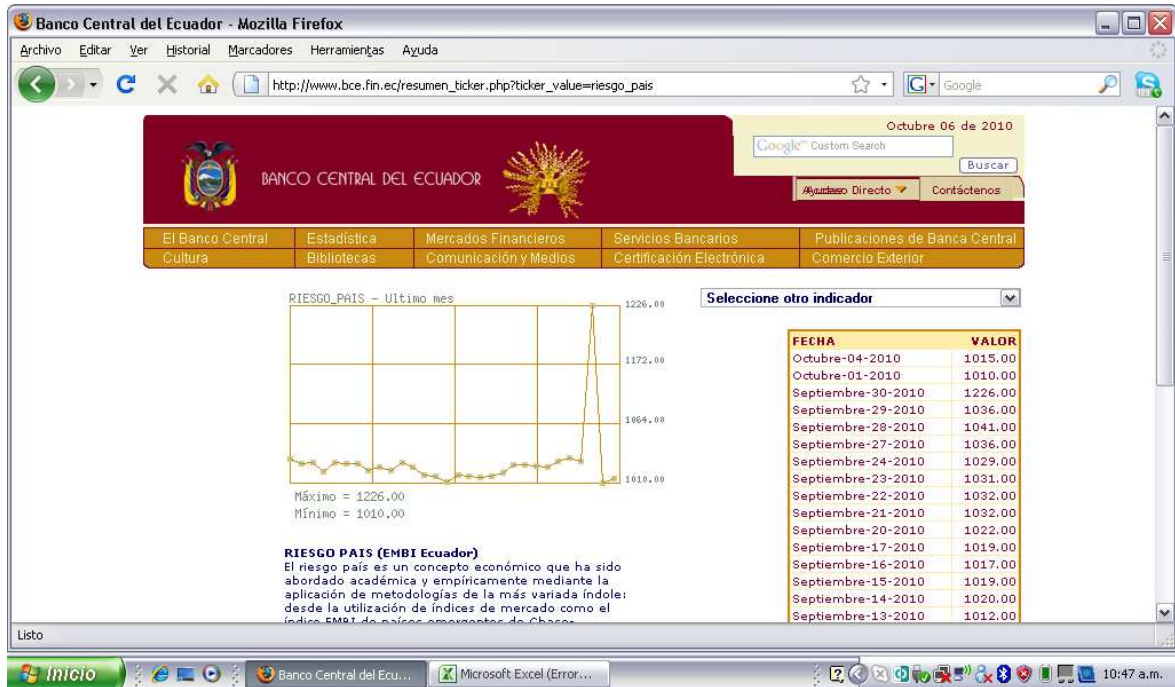 Banco Central del Ecuador - Mozilla Firefox
Archivo Editar Ver Historial Marcadores Herramientas Ayuda
http://www.bce.fin.ec/resumen_ticker.php?ticker_value=riesgo_pais
G Google
Octubre 06 de 2010
Google™ Custom Search
Buscar
BANCO CENTRAL DEL ECUADOR
Directo Contáctenos
El Banco Central Estadística Mercados Financieros Servicios Bancarios Publicaciones de Banca Central
Cultura Bibliotecas Comunicación y Medios Certificación Electrónica Comercio Exterior
RIESGO_PAIS - Ultimo mes
1226.00
1172.00
1064.00
1010.00
Máximo = 1226.00
Mínimo = 1010.00
RIESGO PAIS (EMBI Ecuador)
El riesgo país es un concepto económico que ha sido
abordado académica y empíricamente mediante la
aplicación de metodologías de la más variada índole:
desde la utilización de índices de mercado como el
índice EMBI de países emergentes de Chase-
Seleccione otro indicador
FECHA VALOR
Octubre-04-2010 1015.00
Octubre-01-2010 1010.00
Septiembre-30-2010 1226.00
Septiembre-29-2010 1036.00
Septiembre-28-2010 1041.00
Septiembre-27-2010 1036.00
Septiembre-24-2010 1029.00
Septiembre-23-2010 1031.00
Septiembre-22-2010 1032.00
Septiembre-21-2010 1032.00
Septiembre-20-2010 1022.00
Septiembre-17-2010 1019.00
Septiembre-16-2010 1017.00
Septiembre-15-2010 1019.00
Septiembre-14-2010 1020.00
Septiembre-13-2010 1012.00
Listo
Inicio Banco Central del Ecu... Microsoft Excel (Error... 10:47 a.m.